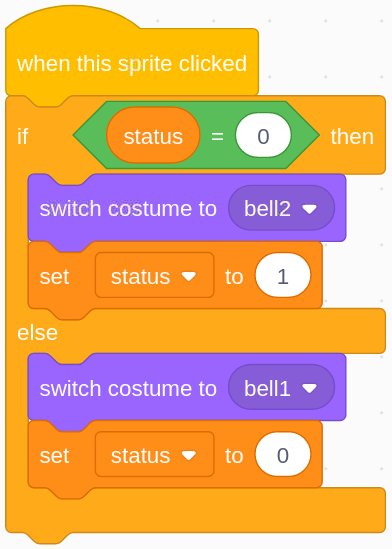 when this sprite clicked
if status = 0 then
switch costume to bell2
set status to 1
else
switch costume to bell1
set status to 0